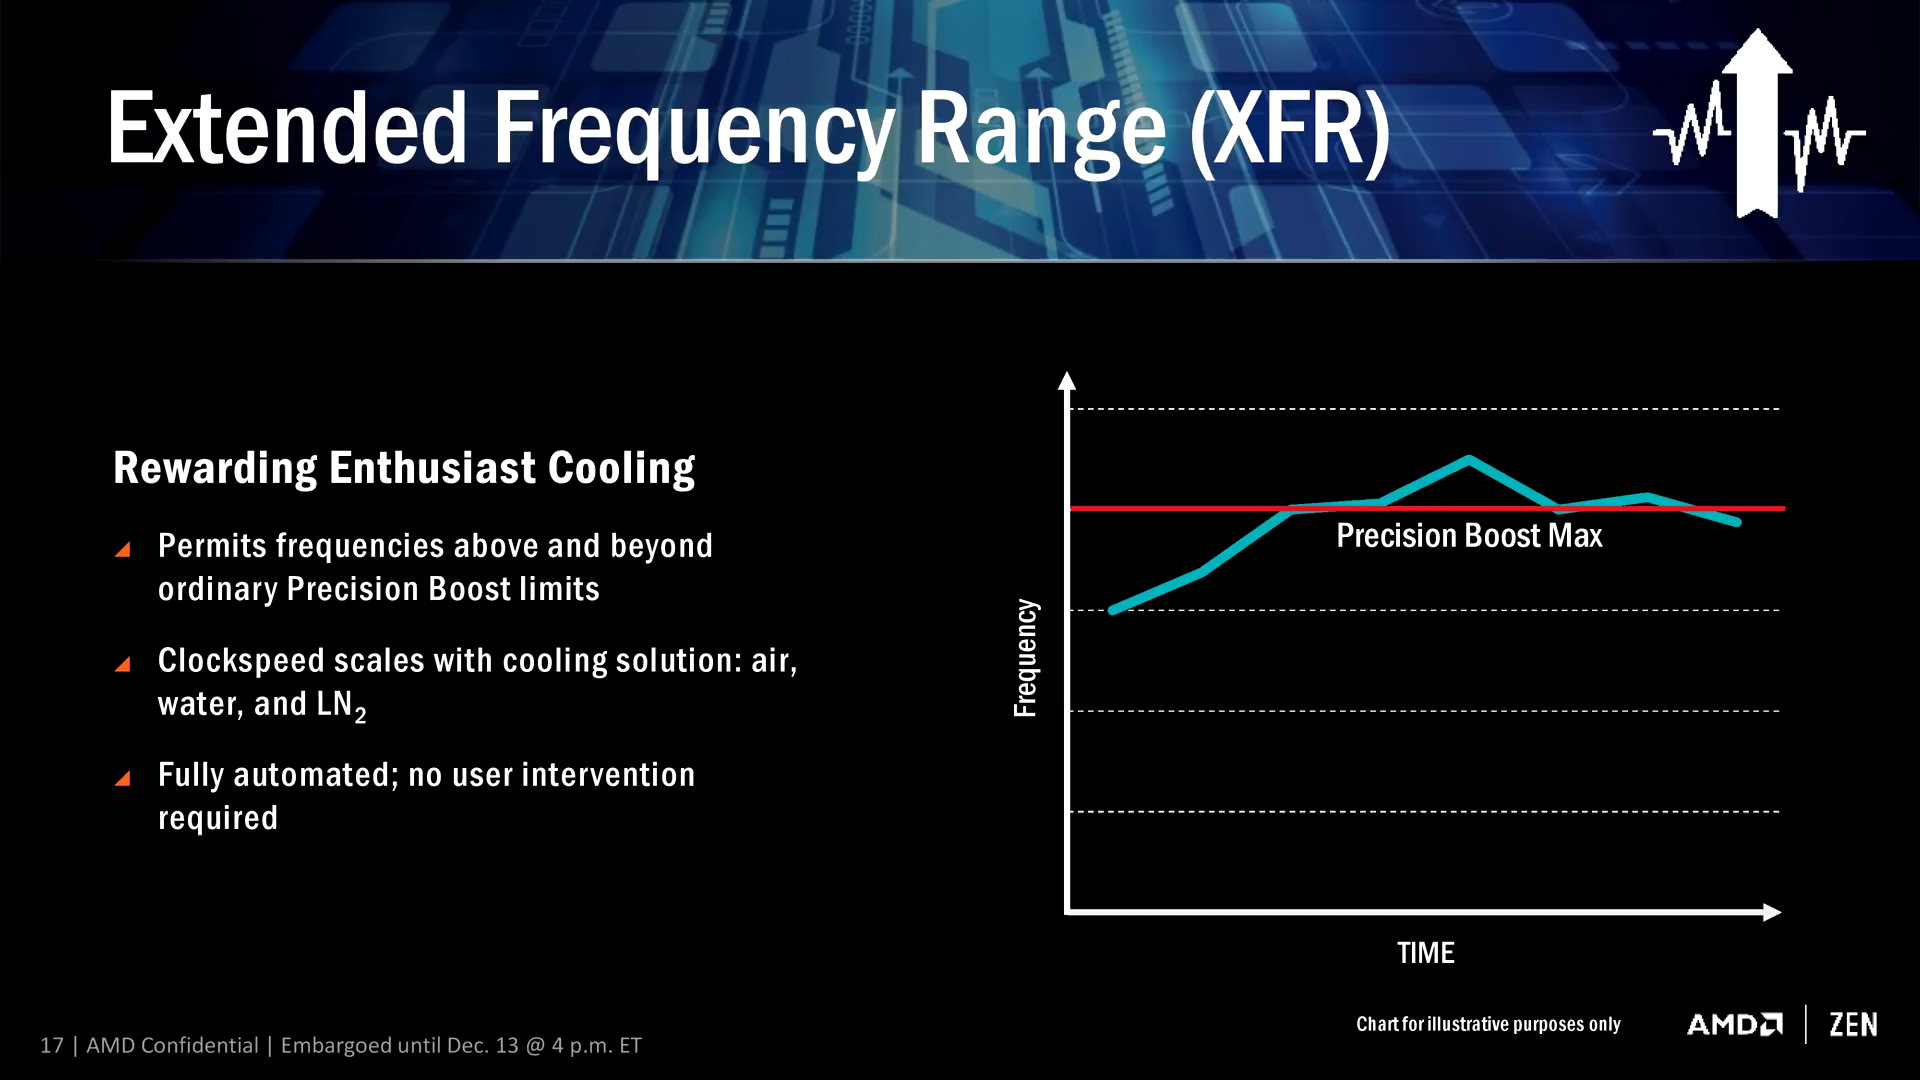 Extended Frequency Range (XFR)
Rewarding Enthusiast Cooling
Permits frequencies above and beyond
ordinary Precision Boost limits
Clockspeed scales with cooling solution: air,
water, and LN₂
Fully automated; no user intervention
required
Precision Boost Max
Frequency
TIME
Chart for illustrative purposes only
AMD | ZEN
17 | AMD Confidential | Embargoed until Dec. 13 @ 4 p.m. ET